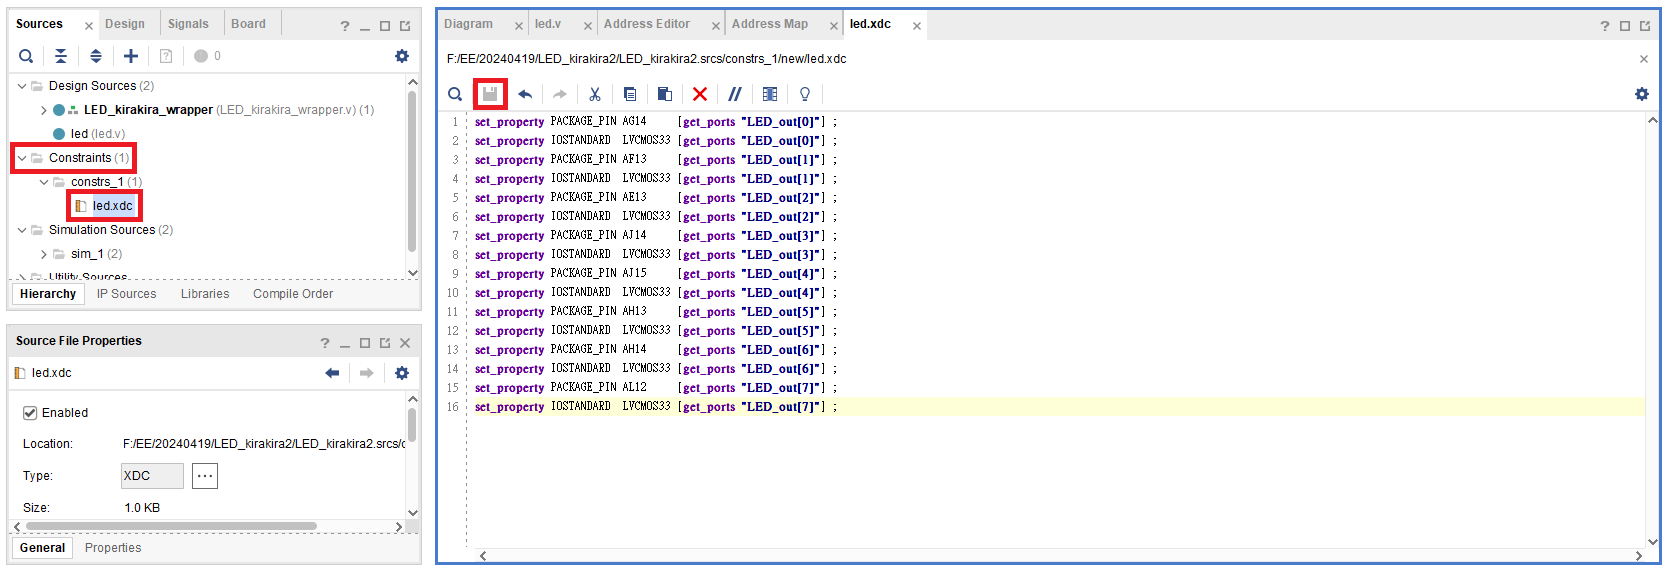 Sources Design Signals Board
0
Design Sources (2)
LED_kirakira_wrapper (LED_kirakira_wrapper.v) (1)
led (led.v)
Constraints (1)
constrs_1 (1)
led.xdc
Simulation Sources (2)
sim_1 (2)
Utility Sources
Hierarchy IP Sources Libraries Compile Order
Source File Properties
led.xdc
Enabled
Location: F:/EE/20240419/LED_kirakira2/LED_kirakira2.srcs/c
Type: XDC ...
Size: 1.0 KB
General Properties
Diagram led.v Address Editor Address Map led.xdc
F:/EE/20240419/LED_kirakira2/LED_kirakira2.srcs/constrs_1/new/led.xdc
1 set_property PACKAGE_PIN AG14 [get_ports "LED_out[0]"] ;
2 set_property IOSTANDARD LVCMOS33 [get_ports "LED_out[0]"] ;
3 set_property PACKAGE_PIN AF13 [get_ports "LED_out[1]"] ;
4 set_property IOSTANDARD LVCMOS33 [get_ports "LED_out[1]"] ;
5 set_property PACKAGE_PIN AE13 [get_ports "LED_out[2]"] ;
6 set_property IOSTANDARD LVCMOS33 [get_ports "LED_out[2]"] ;
7 set_property PACKAGE_PIN AJ14 [get_ports "LED_out[3]"] ;
8 set_property IOSTANDARD LVCMOS33 [get_ports "LED_out[3]"] ;
9 set_property PACKAGE_PIN AJ15 [get_ports "LED_out[4]"] ;
10 set_property IOSTANDARD LVCMOS33 [get_ports "LED_out[4]"] ;
11 set_property PACKAGE_PIN AH13 [get_ports "LED_out[5]"] ;
12 set_property IOSTANDARD LVCMOS33 [get_ports "LED_out[5]"] ;
13 set_property PACKAGE_PIN AH14 [get_ports "LED_out[6]"] ;
14 set_property IOSTANDARD LVCMOS33 [get_ports "LED_out[6]"] ;
15 set_property PACKAGE_PIN AL12 [get_ports "LED_out[7]"] ;
16 set_property IOSTANDARD LVCMOS33 [get_ports "LED_out[7]"] ;